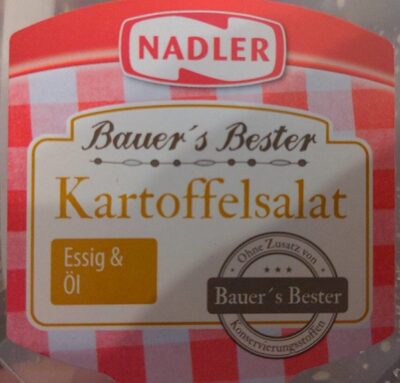 NADLER
Bauer´s Bester
Kartoffelsalat
Essig &
Öl
Ohne Zusatz von
Bauer´s Bester
Konservierungsstoffen